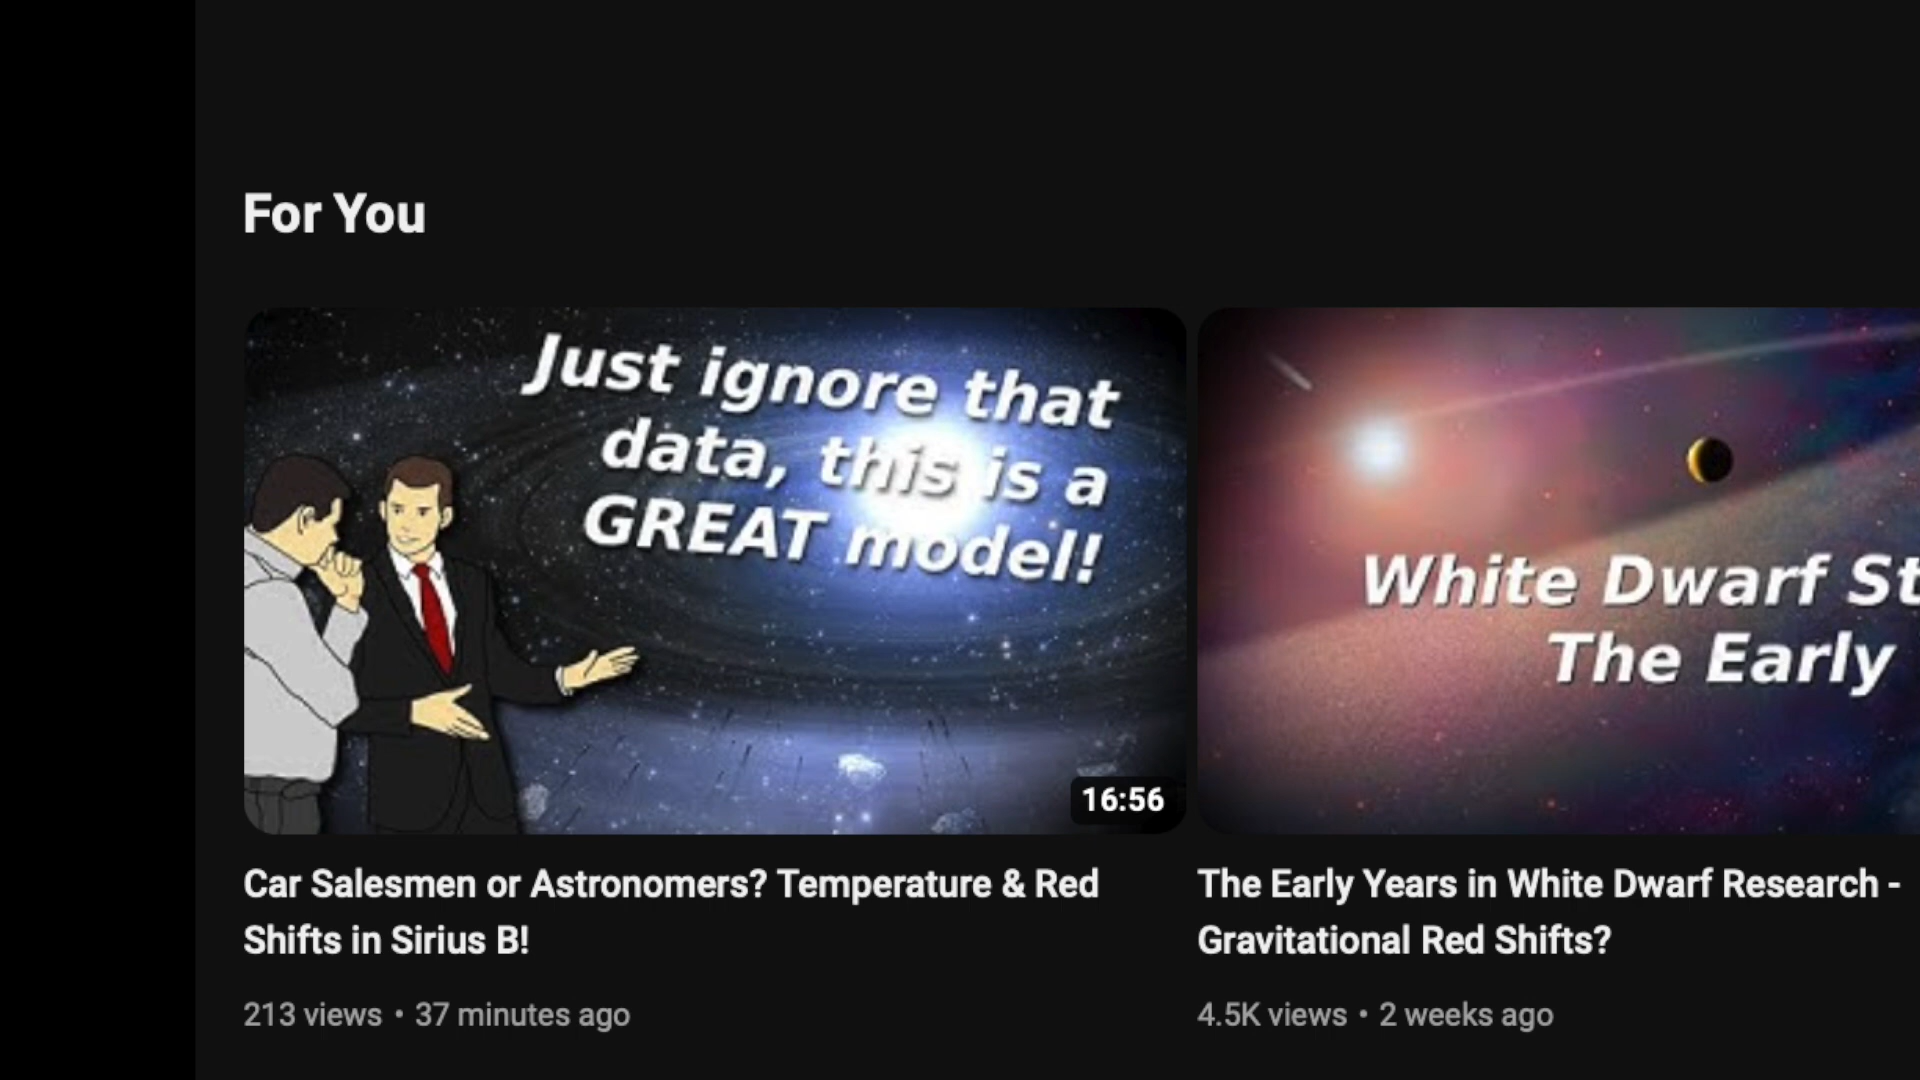 For You
Just ignore that
data, this is a
GREAT model!
16:56
White Dwarf St
The Early
Car Salesmen or Astronomers? Temperature & Red
Shifts in Sirius B!
213 views • 37 minutes ago
The Early Years in White Dwarf Research -
Gravitational Red Shifts?
4.5K views • 2 weeks ago